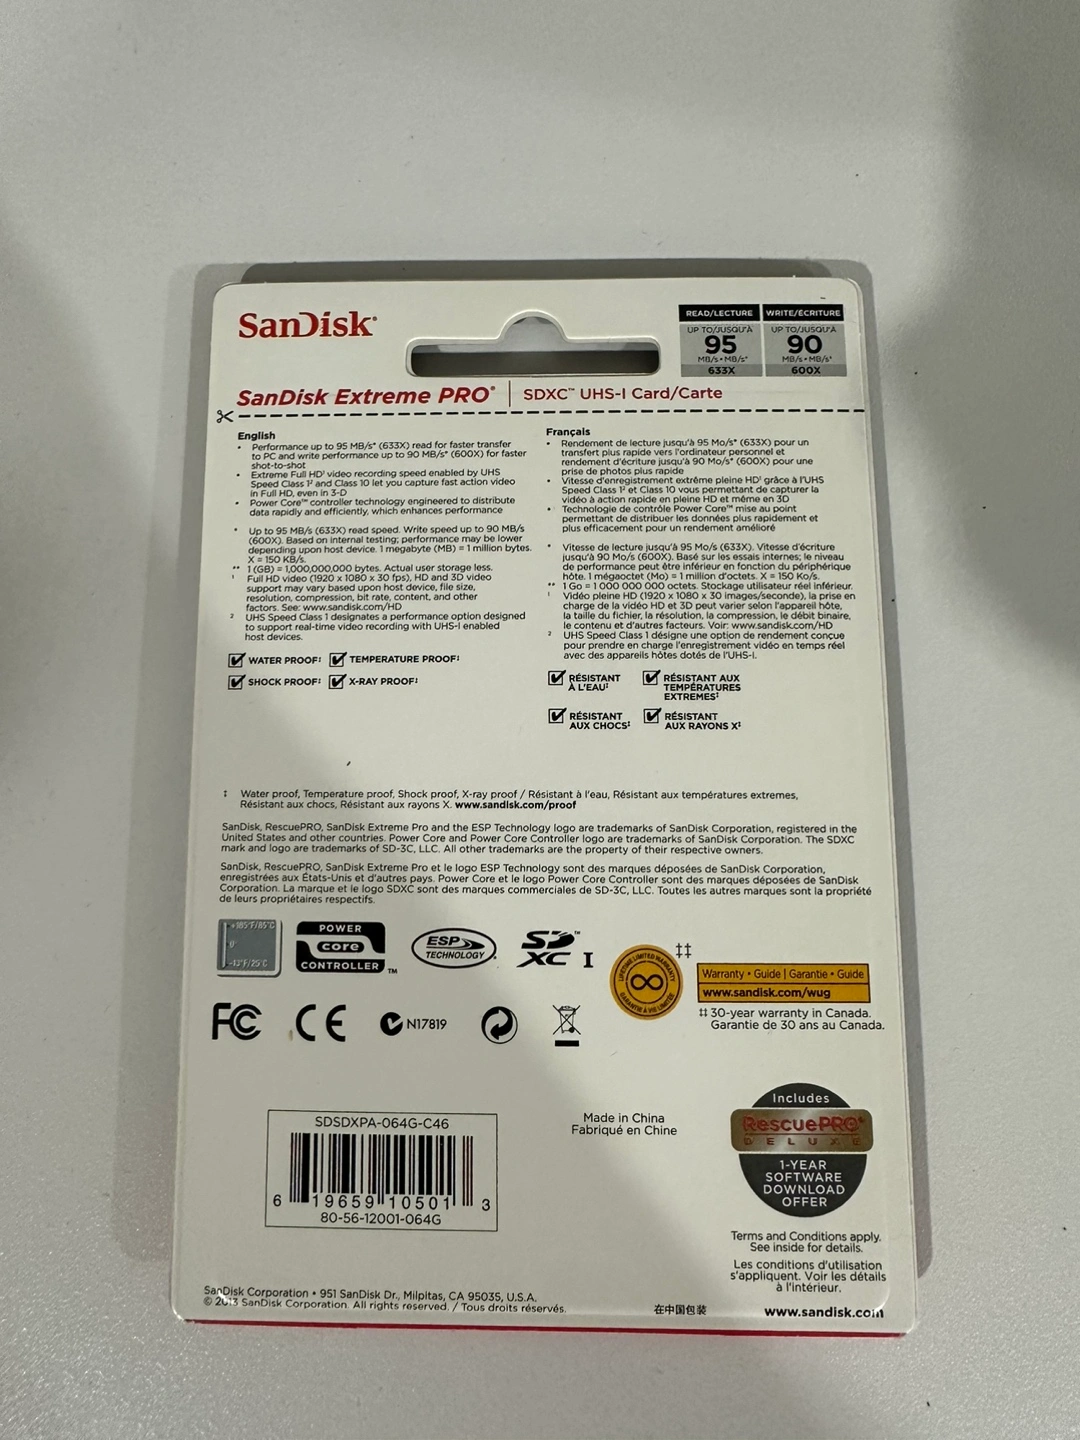 SanDisk®
READ/LECTURE
UP TO/JUSQU'À
95
MB/s • MB/s*
633X
WRITE/ÉCRITURE
UP TO/JUSQU'À
90
MB/s • MB/s*
600X
SanDisk Extreme PRO® | SDXC™ UHS-I Card/Carte
English
• Performance up to 95 MB/s* (633X) read for faster transfer
to PC and write performance up to 90 MB/s* (600X) for faster
shot-to-shot
• Extreme Full HD¹ video recording speed enabled by UHS
Speed Class 1² and Class 10 let you capture fast action video
in Full HD, even in 3-D
• Power Core™ controller technology engineered to distribute
data rapidly and efficiently, which enhances performance
* Up to 95 MB/s (633X) read speed. Write speed up to 90 MB/s
(600X). Based on internal testing; performance may be lower
depending upon host device. 1 megabyte (MB) = 1 million bytes.
X = 150 KB/s.
** 1 (GB) = 1,000,000,000 bytes. Actual user storage less.
¹ Full HD video (1920 x 1080 x 30 fps), HD and 3D video
support may vary based upon host device, file size,
resolution, compression, bit rate, content, and other
factors. See: www.sandisk.com/HD
² UHS Speed Class 1 designates a performance option designed
to support real-time video recording with UHS-I enabled
host devices.
WATER PROOF‡ TEMPERATURE PROOF‡
SHOCK PROOF‡ X-RAY PROOF‡
Français
• Rendement de lecture jusqu'à 95 Mo/s* (633X) pour un
transfert plus rapide vers l'ordinateur personnel et
rendement d'écriture jusqu'à 90 Mo/s* (600X) pour une
prise de photos plus rapide
• Vitesse d'enregistrement extrême pleine HD¹ grâce à l'UHS
Speed Class 1² et Class 10 vous permettant de capturer la
vidéo à action rapide en pleine HD et même en 3D
• Technologie de contrôle Power Core™ mise au point
permettant de distribuer les données plus rapidement et
plus efficacement pour un rendement amélioré
* Vitesse de lecture jusqu'à 95 Mo/s (633X). Vitesse d'écriture
jusqu'à 90 Mo/s (600X). Basé sur les essais internes; le niveau
de performance peut être inférieur en fonction du périphérique
hôte. 1 mégaoctet (Mo) = 1 million d'octets. X = 150 Ko/s.
** 1 Go = 1 000 000 000 octets. Stockage utilisateur réel inférieur.
¹ Vidéo pleine HD (1920 x 1080 x 30 images/seconde), la prise en
charge de la vidéo HD et 3D peut varier selon l'appareil hôte,
la taille du fichier, la résolution, la compression, le débit binaire,
le contenu et d'autres facteurs. Voir: www.sandisk.com/HD
² UHS Speed Class 1 désigne une option de rendement conçue
pour prendre en charge l'enregistrement vidéo en temps réel
avec des appareils hôtes dotés de l'UHS-I.
RÉSISTANT
À L'EAU‡
RÉSISTANT AUX
TEMPÉRATURES
EXTREMES‡
RÉSISTANT
AUX CHOCS‡
RÉSISTANT
AUX RAYONS X‡
‡ Water proof, Temperature proof, Shock proof, X-ray proof / Résistant à l'eau, Résistant aux températures extremes,
Résistant aux chocs, Résistant aux rayons X. www.sandisk.com/proof
SanDisk, RescuePRO, SanDisk Extreme Pro and the ESP Technology logo are trademarks of SanDisk Corporation, registered in the
United States and other countries. Power Core and Power Core Controller logo are trademarks of SanDisk Corporation. The SDXC
mark and logo are trademarks of SD-3C, LLC. All other trademarks are the property of their respective owners.
SanDisk, RescuePRO, SanDisk Extreme Pro et le logo ESP Technology sont des marques déposées de SanDisk Corporation,
enregistrées aux États-Unis et d'autres pays. Power Core et le logo Power Core Controller sont des marques déposées de SanDisk
Corporation. La marque et le logo SDXC sont des marques commerciales de SD-3C, LLC. Toutes les autres marques sont la propriété
de leurs propriétaires respectifs.
+185°F/85°C
0°
-13°F/25°C
POWER
core
CONTROLLER™
ESP
TECHNOLOGY
SD
XC™ I
LIFETIME LIMITED WARRANTY
GARANTIE À VIE LIMITÉE
‡‡
Warranty • Guide | Garantie • Guide
www.sandisk.com/wug
‡‡ 30-year warranty in Canada.
Garantie de 30 ans au Canada.
FC CE N17819
SDSDXPA-064G-C46
6 19659 10501 3
80-56-12001-064G
Made in China
Fabriqué en Chine
Includes
RescuePRO®
DELUXE
1-YEAR
SOFTWARE
DOWNLOAD
OFFER
Terms and Conditions apply.
See inside for details.
Les conditions d'utilisation
s'appliquent. Voir les détails
à l'intérieur.
SanDisk Corporation • 951 SanDisk Dr., Milpitas, CA 95035, U.S.A.
© 2013 SanDisk Corporation. All rights reserved. / Tous droits réservés.
在中国包装
www.sandisk.com